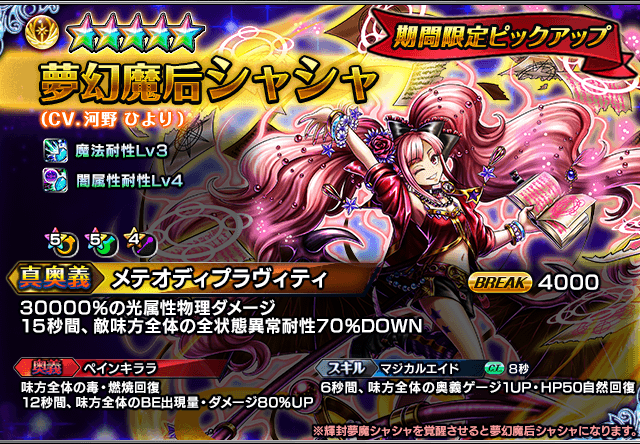 期間限定ピックアップ
夢幻魔后シャシャ
(CV.河野 ひより)
魔法耐性Lv3
闇属性耐性Lv4
5 5 4
真奥義 メテオディプラヴィティ BREAK 4000
30000%の光属性物理ダメージ
15秒間、敵味方全体の全状態異常耐性70%DOWN
奥義 ペインキララ
味方全体の毒・燃焼回復
12秒間、味方全体のBE出現量・ダメージ80%UP
スキル マジカルエイド CT 8秒
6秒間、味方全体の奥義ゲージ1UP・HP50自然回復
※輝封夢魔シャシャを覚醒させると夢幻魔后シャシャになります。